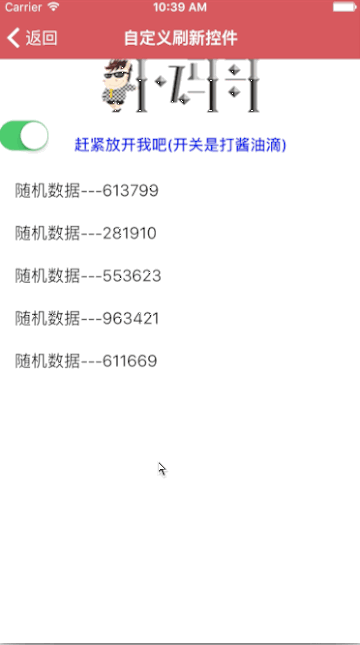 Carrier 10:39 AM
返回 自定义刷新控件
赶紧放开我吧(开关是打酱油滴)
随机数据---613799
随机数据---281910
随机数据---553623
随机数据---963421
随机数据---611669